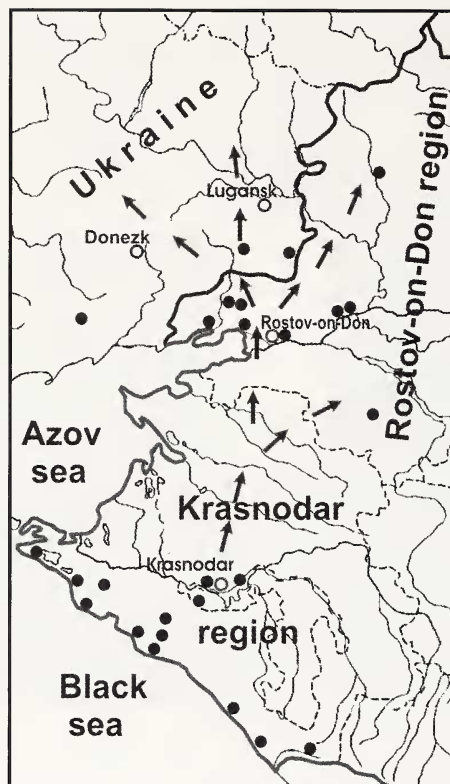 Ukraine
Lugansk
Donezk
Rostov-on-Don region
Rostov-on-Don
Azov
sea
Krasnodar
Krasnodar
region
Black
sea